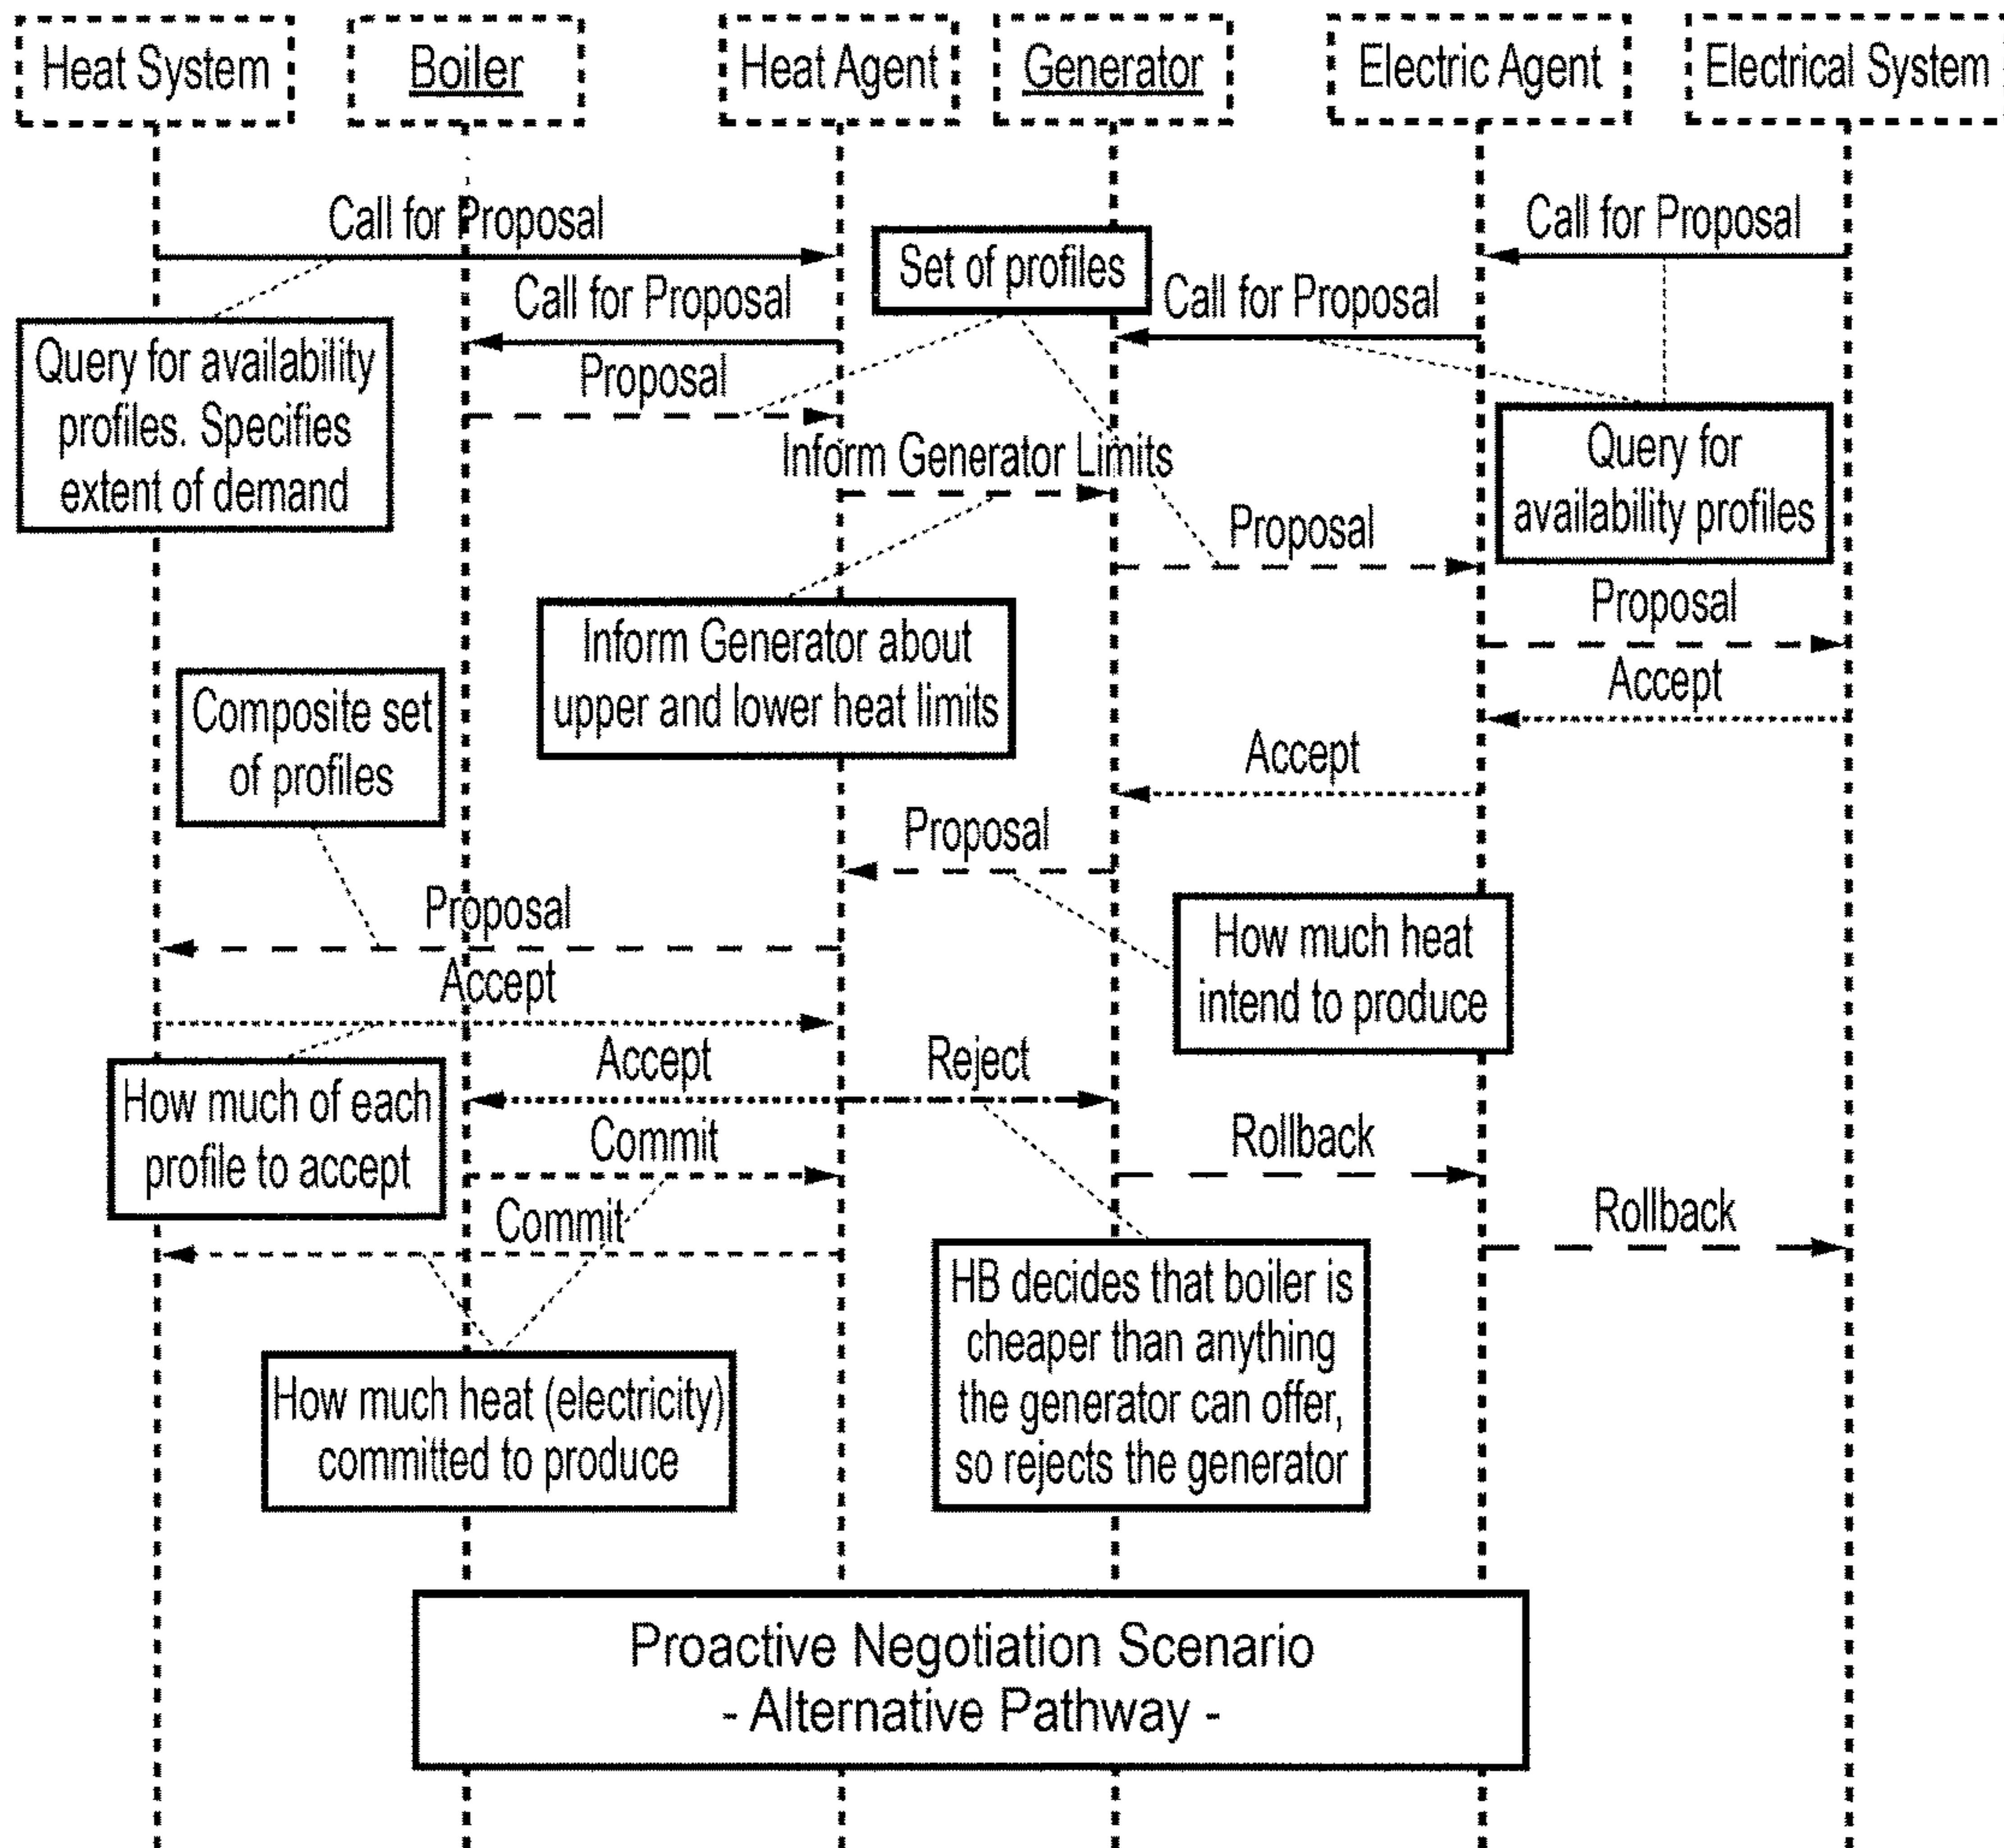 Heat System
Boiler
Heat Agent
Generator
Electric Agent
Electrical System
Call for Proposal
Call for Proposal
Set of profiles
Call for Proposal
Call for Proposal
Query for availability
profiles. Specifies
extent of demand
Proposal
Inform Generator Limits
Query for
availability profiles
Proposal
Proposal
Inform Generator about
upper and lower heat limits
Composite set
of profiles
Accept
Accept
Proposal
Proposal
How much heat
intend to produce
Accept
How much of each
profile to accept
Accept
Reject
Commit
Rollback
Commit
Rollback
HB decides that boiler is
cheaper than anything
the generator can offer,
so rejects the generator
How much heat (electricity)
committed to produce
Proactive Negotiation Scenario
- Alternative Pathway -